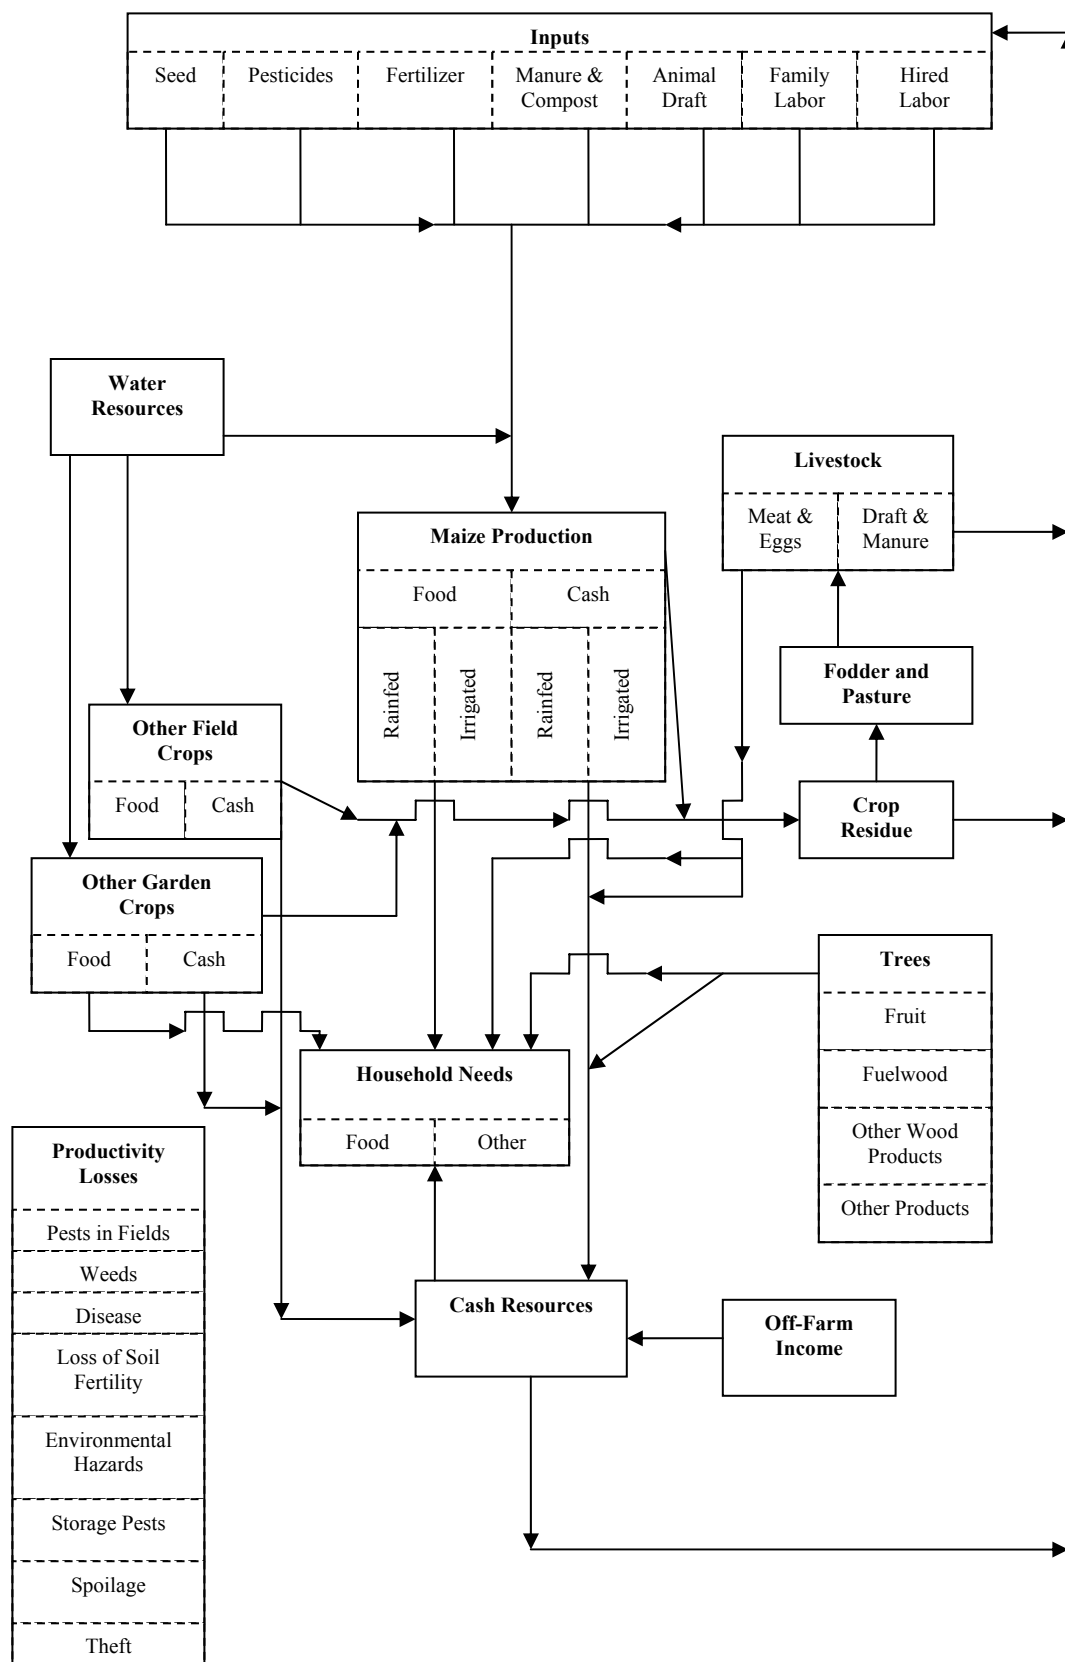 Inputs
Seed
Pesticides
Fertilizer
Manure &
Compost
Animal
Draft
Family
Labor
Hired
Labor
Water
Resources
Livestock
Meat &
Eggs
Draft &
Manure
Maize Production
Food
Cash
Rainfed
Irrigated
Rainfed
Irrigated
Fodder and
Pasture
Other Field
Crops
Food
Cash
Crop
Residue
Other Garden
Crops
Food
Cash
Trees
Fruit
Fuelwood
Other Wood
Products
Other Products
Household Needs
Food
Other
Productivity
Losses
Pests in Fields
Weeds
Disease
Loss of Soil
Fertility
Environmental
Hazards
Storage Pests
Spoilage
Theft
Cash Resources
Off-Farm
Income